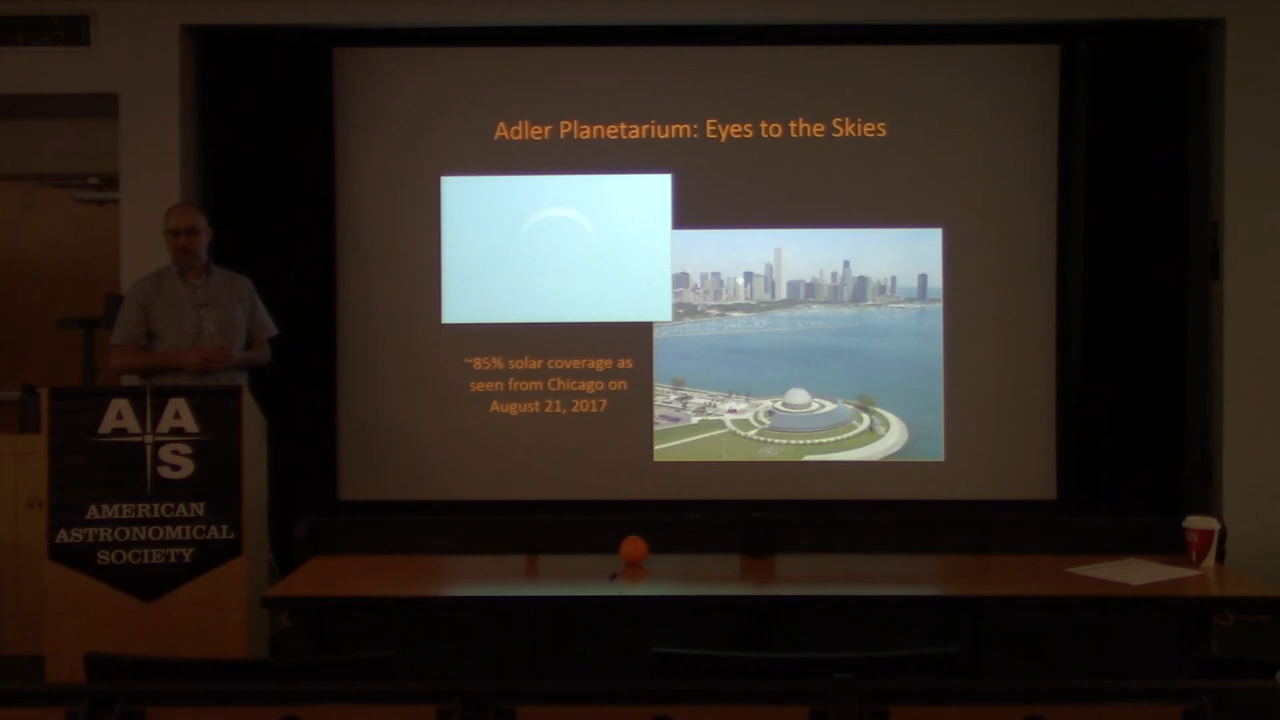 Adler Planetarium: Eyes to the Skies
~85% solar coverage as
seen from Chicago on
August 21, 2017
A A
S
AMERICAN
ASTRONOMICAL
SOCIETY